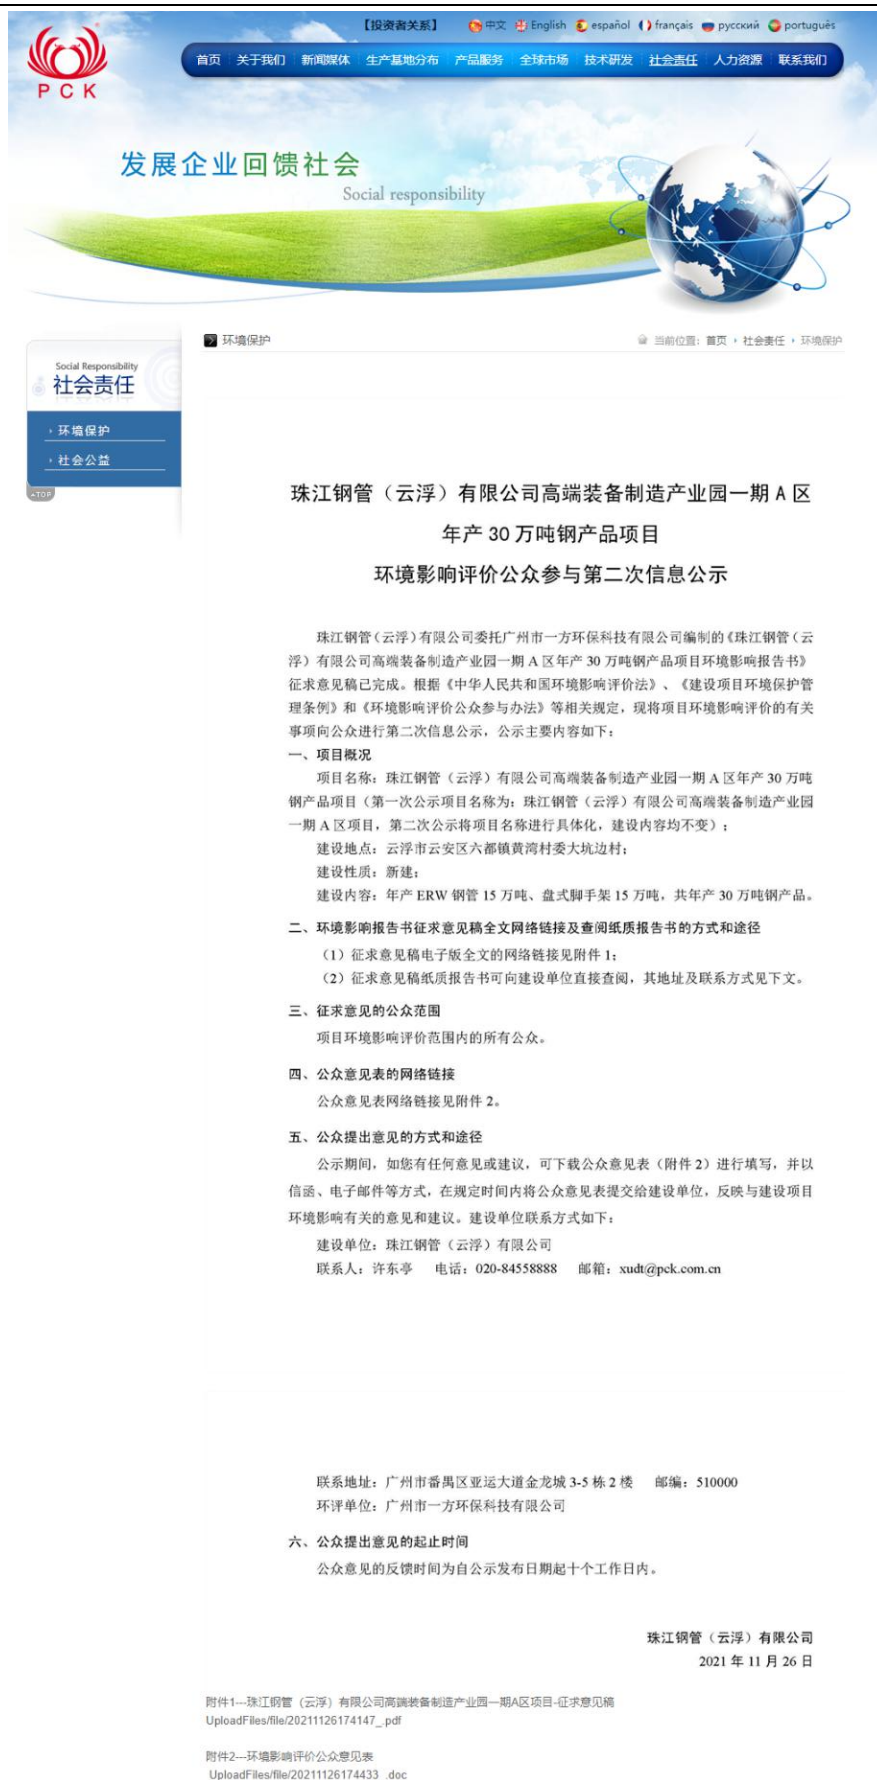 【投资者关系】 中文 English español français русский português
首页 关于我们 新闻媒体 生产基地分布 产品服务 全球市场 技术研发 社会责任 人力资源 联系我们
PCK
发展企业回馈社会
Social responsibility
环境保护
当前位置：首页 › 社会责任 › 环境保护
Social Responsibility
社会责任
› 环境保护
› 社会公益
▲TOP
珠江钢管（云浮）有限公司高端装备制造产业园一期 A 区
年产 30 万吨钢产品项目
环境影响评价公众参与第二次信息公示
珠江钢管（云浮）有限公司委托广州市一方环保科技有限公司编制的《珠江钢管（云
浮）有限公司高端装备制造产业园一期 A 区年产 30 万吨钢产品项目环境影响报告书》
征求意见稿已完成。根据《中华人民共和国环境影响评价法》、《建设项目环境保护管
理条例》和《环境影响评价公众参与办法》等相关规定，现将项目环境影响评价的有关
事项向公众进行第二次信息公示，公示主要内容如下：
一、项目概况
项目名称：珠江钢管（云浮）有限公司高端装备制造产业园一期 A 区年产 30 万吨
钢产品项目（第一次公示项目名称为：珠江钢管（云浮）有限公司高端装备制造产业园
一期 A 区项目，第二次公示将项目名称进行具体化，建设内容均不变）；
建设地点：云浮市云安区六都镇黄湾村委大坑边村；
建设性质：新建；
建设内容：年产 ERW 钢管 15 万吨、盘式脚手架 15 万吨，共年产 30 万吨钢产品。
二、环境影响报告书征求意见稿全文网络链接及查阅纸质报告书的方式和途径
（1）征求意见稿电子版全文的网络链接见附件 1；
（2）征求意见稿纸质报告书可向建设单位直接查阅，其地址及联系方式见下文。
三、征求意见的公众范围
项目环境影响评价范围内的所有公众。
四、公众意见表的网络链接
公众意见表网络链接见附件 2。
五、公众提出意见的方式和途径
公示期间，如您有任何意见或建议，可下载公众意见表（附件 2）进行填写，并以
信函、电子邮件等方式，在规定时间内将公众意见表提交给建设单位，反映与建设项目
环境影响有关的意见和建议。建设单位联系方式如下：
建设单位：珠江钢管（云浮）有限公司
联系人：许东亭 电话：020-84558888 邮箱：xudt@pck.com.cn
联系地址：广州市番禺区亚运大道金龙城 3-5 栋 2 楼 邮编：510000
环评单位：广州市一方环保科技有限公司
六、公众提出意见的起止时间
公众意见的反馈时间为自公示发布日期起十个工作日内。
珠江钢管（云浮）有限公司
2021 年 11 月 26 日
附件1---珠江钢管（云浮）有限公司高端装备制造产业园一期A区项目-征求意见稿
UploadFiles/file/20211126174147_.pdf
附件2---环境影响评价公众意见表
UploadFiles/file/20211126174433_.doc